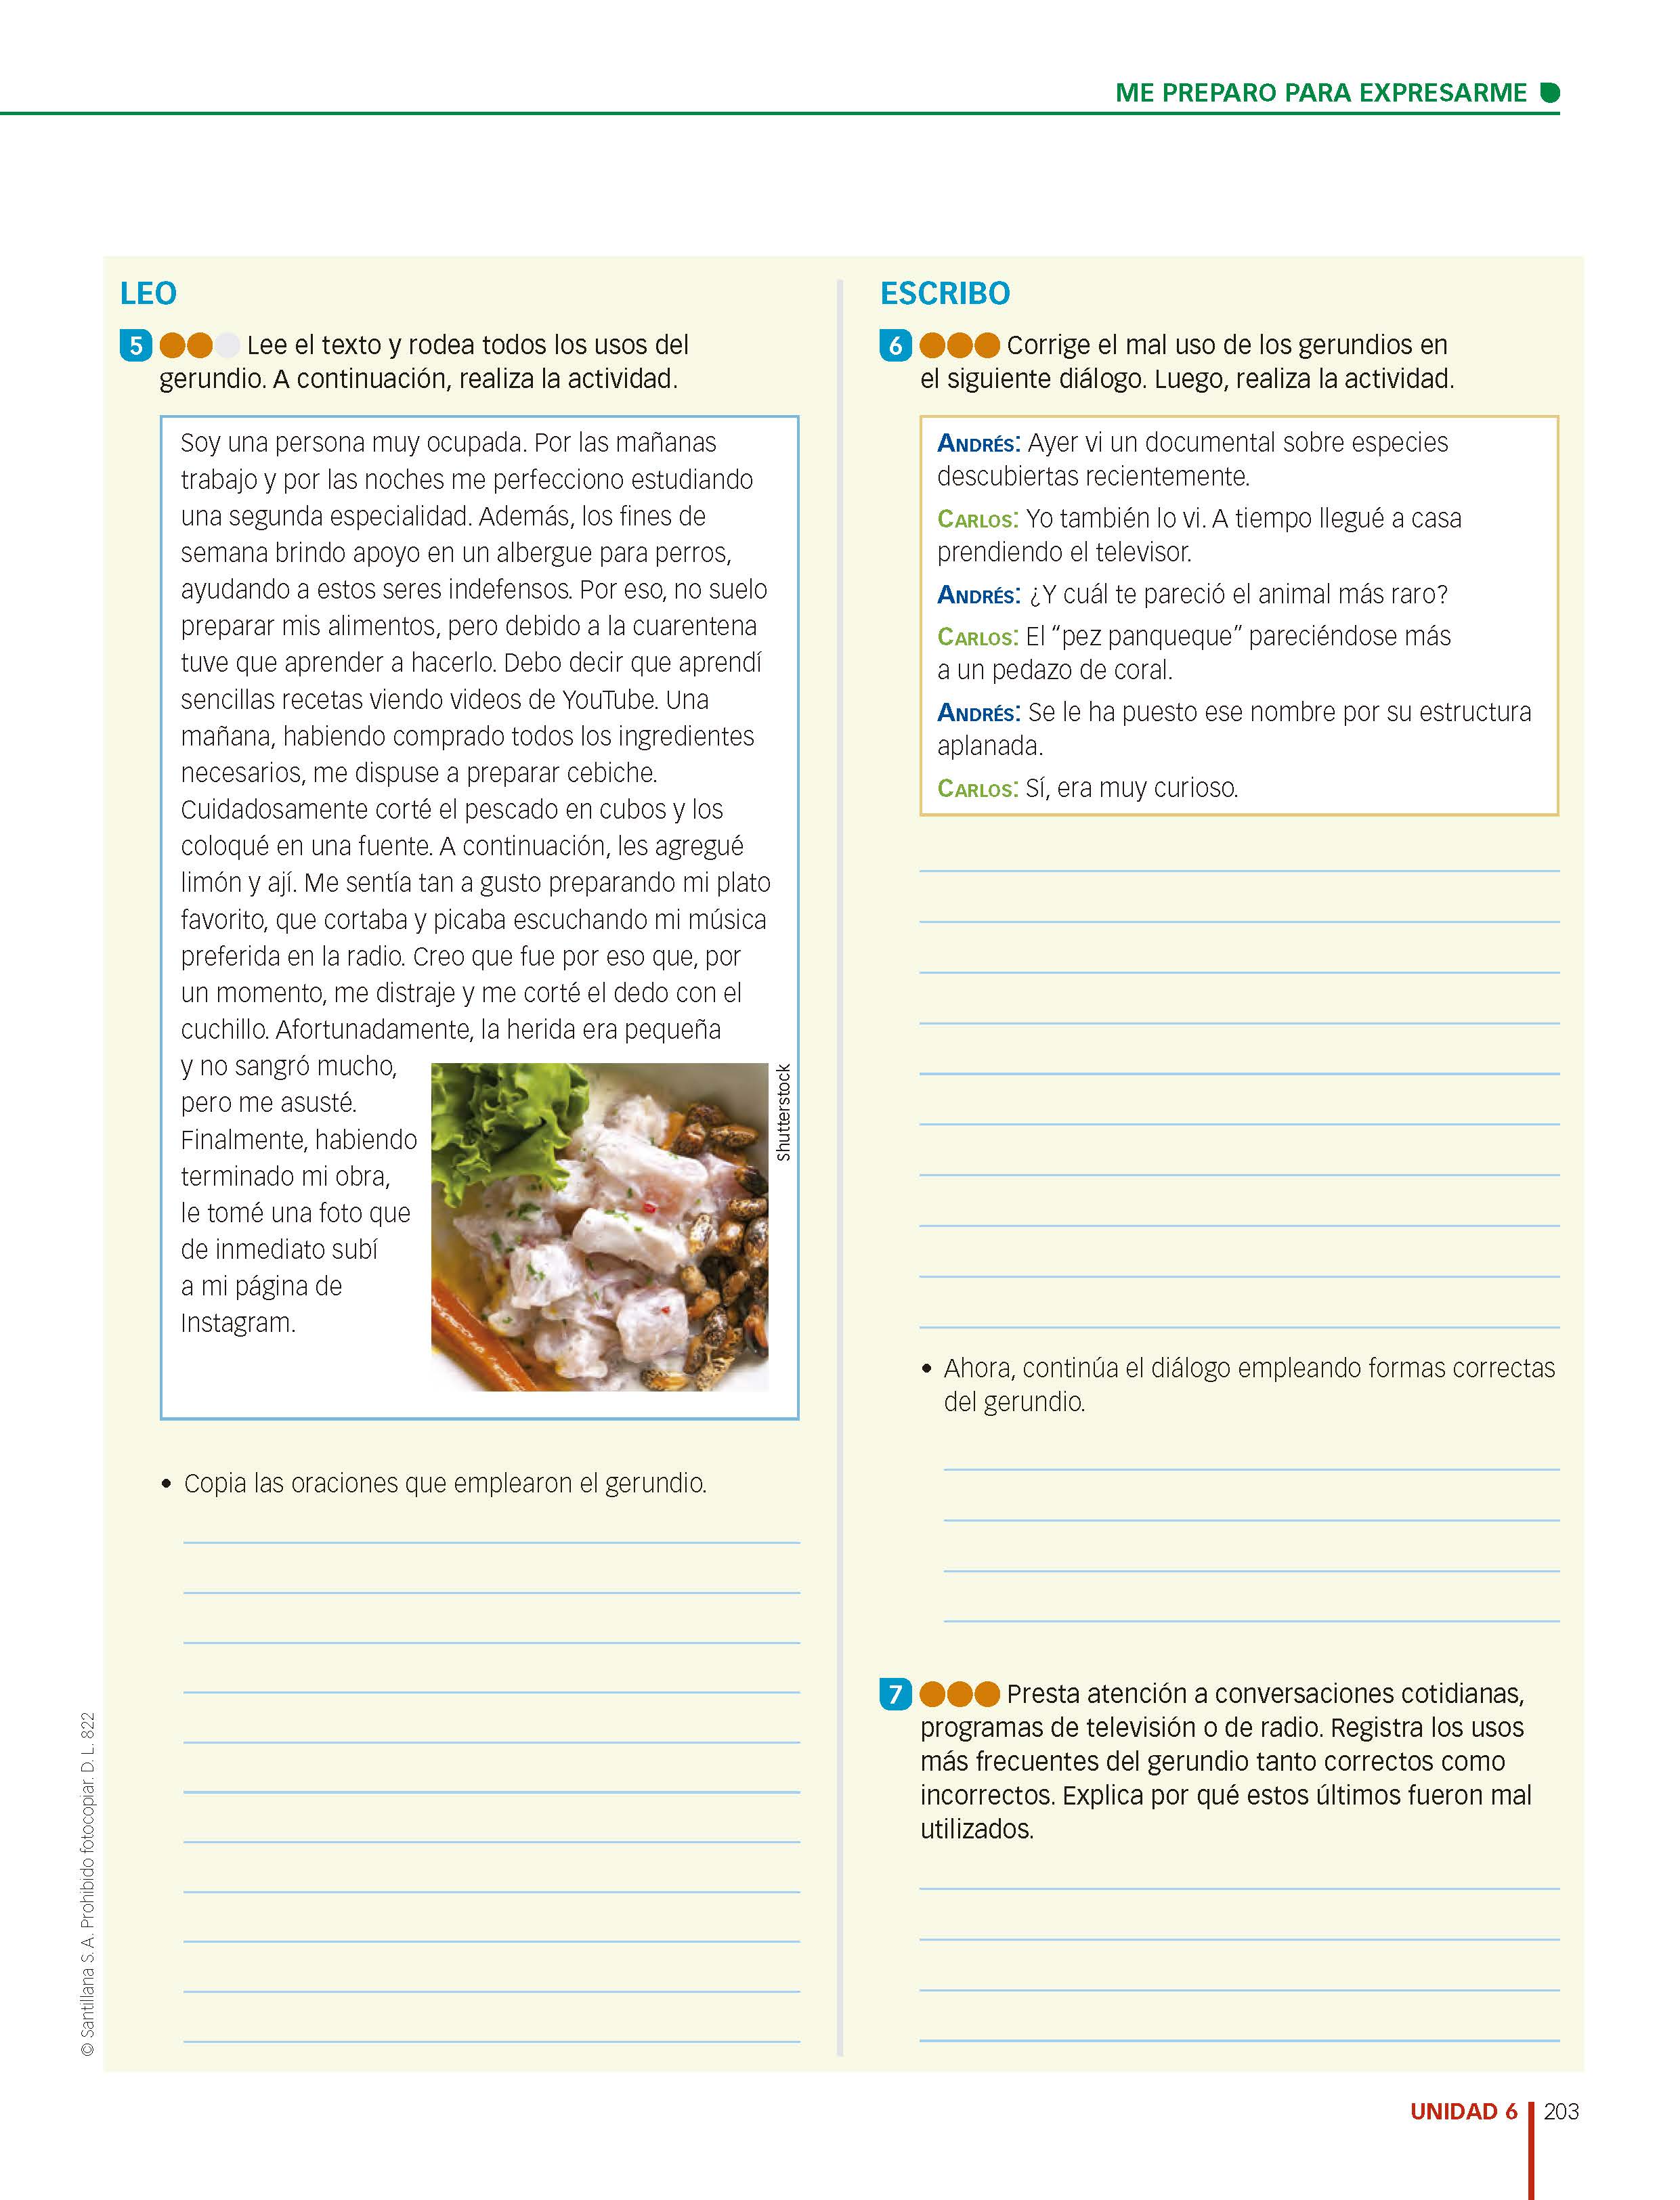 ME PREPARO PARA EXPRESARME
LEO
5 Lee el texto y rodea todos los usos del
gerundio. A continuación, realiza la actividad.
Soy una persona muy ocupada. Por las mañanas
trabajo y por las noches me perfecciono estudiando
una segunda especialidad. Además, los fines de
semana brindo apoyo en un albergue para perros,
ayudando a estos seres indefensos. Por eso, no suelo
preparar mis alimentos, pero debido a la cuarentena
tuve que aprender a hacerlo. Debo decir que aprendí
sencillas recetas viendo videos de YouTube. Una
mañana, habiendo comprado todos los ingredientes
necesarios, me dispuse a preparar cebiche.
Cuidadosamente corté el pescado en cubos y los
coloqué en una fuente. A continuación, les agregué
limón y ají. Me sentía tan a gusto preparando mi plato
favorito, que cortaba y picaba escuchando mi música
preferida en la radio. Creo que fue por eso que, por
un momento, me distraje y me corté el dedo con el
cuchillo. Afortunadamente, la herida era pequeña
y no sangró mucho,
pero me asusté.
Finalmente, habiendo
terminado mi obra,
le tomé una foto que
de inmediato subí
a mi página de
Instagram.
Shutterstock
• Copia las oraciones que emplearon el gerundio.
ESCRIBO
6 Corrige el mal uso de los gerundios en
el siguiente diálogo. Luego, realiza la actividad.
ANDRÉS: Ayer vi un documental sobre especies
descubiertas recientemente.
CARLOS: Yo también lo vi. A tiempo llegué a casa
prendiendo el televisor.
ANDRÉS: ¿Y cuál te pareció el animal más raro?
CARLOS: El “pez panqueque” pareciéndose más
a un pedazo de coral.
ANDRÉS: Se le ha puesto ese nombre por su estructura
aplanada.
CARLOS: Sí, era muy curioso.
• Ahora, continúa el diálogo empleando formas correctas
del gerundio.
7 Presta atención a conversaciones cotidianas,
programas de televisión o de radio. Registra los usos
más frecuentes del gerundio tanto correctos como
incorrectos. Explica por qué estos últimos fueron mal
utilizados.
© Santillana S. A. Prohibido fotocopiar. D. L. 822
UNIDAD 6 203